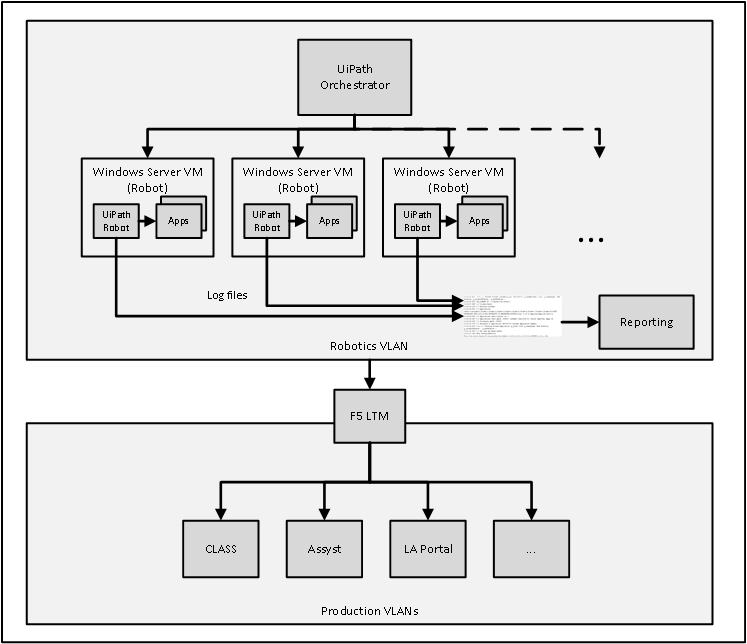 UiPath
Orchestrator
Windows Server VM
(Robot)
UiPath
Robot
Apps
Windows Server VM
(Robot)
UiPath
Robot
Apps
Windows Server VM
(Robot)
UiPath
Robot
Apps
...
Log files
Reporting
Robotics VLAN
F5 LTM
CLASS
Assyst
LA Portal
...
Production VLANs